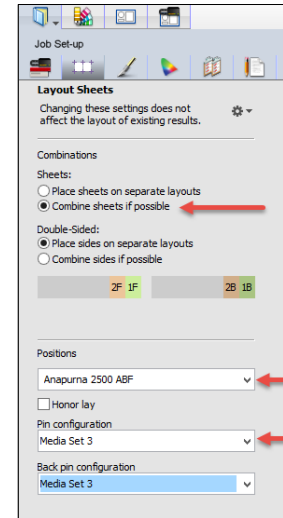 Job Set-up
Layout Sheets
Changing these settings does not
affect the layout of existing results.
Combinations
Sheets:
Place sheets on separate layouts
Combine sheets if possible
Double-Sided:
Place sides on separate layouts
Combine sides if possible
2F 1F 2B 1B
Positions
Anapurna 2500 ABF
Honor lay
Pin configuration
Media Set 3
Back pin configuration
Media Set 3